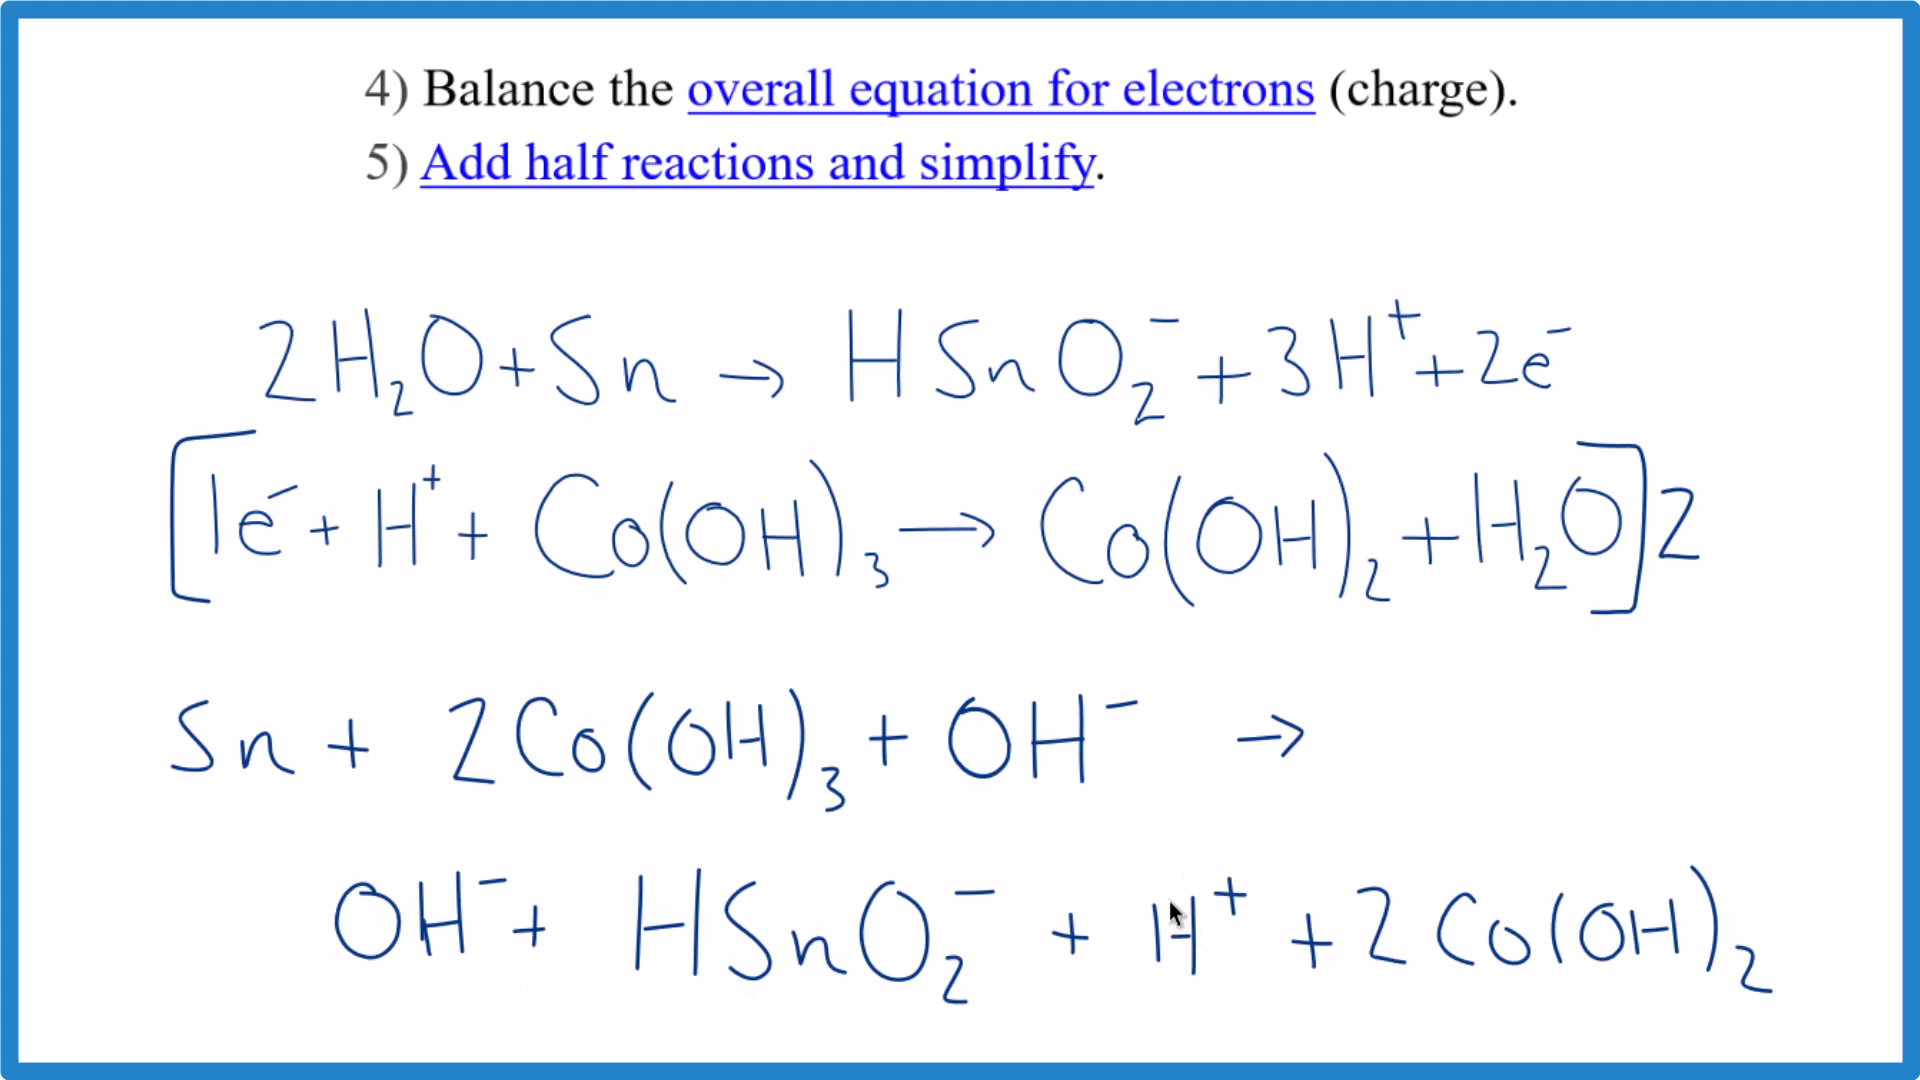 4) Balance the overall equation for electrons (charge).
5) Add half reactions and simplify.
2H₂O + Sn → HSnO₂⁻ + 3H⁺ + 2e⁻
[1e⁻ + H⁺ + Co(OH)₃ → Co(OH)₂ + H₂O]2
Sn + 2Co(OH)₃ + OH⁻ →
OH⁻ + HSnO₂⁻ + H⁺ + 2Co(OH)₂